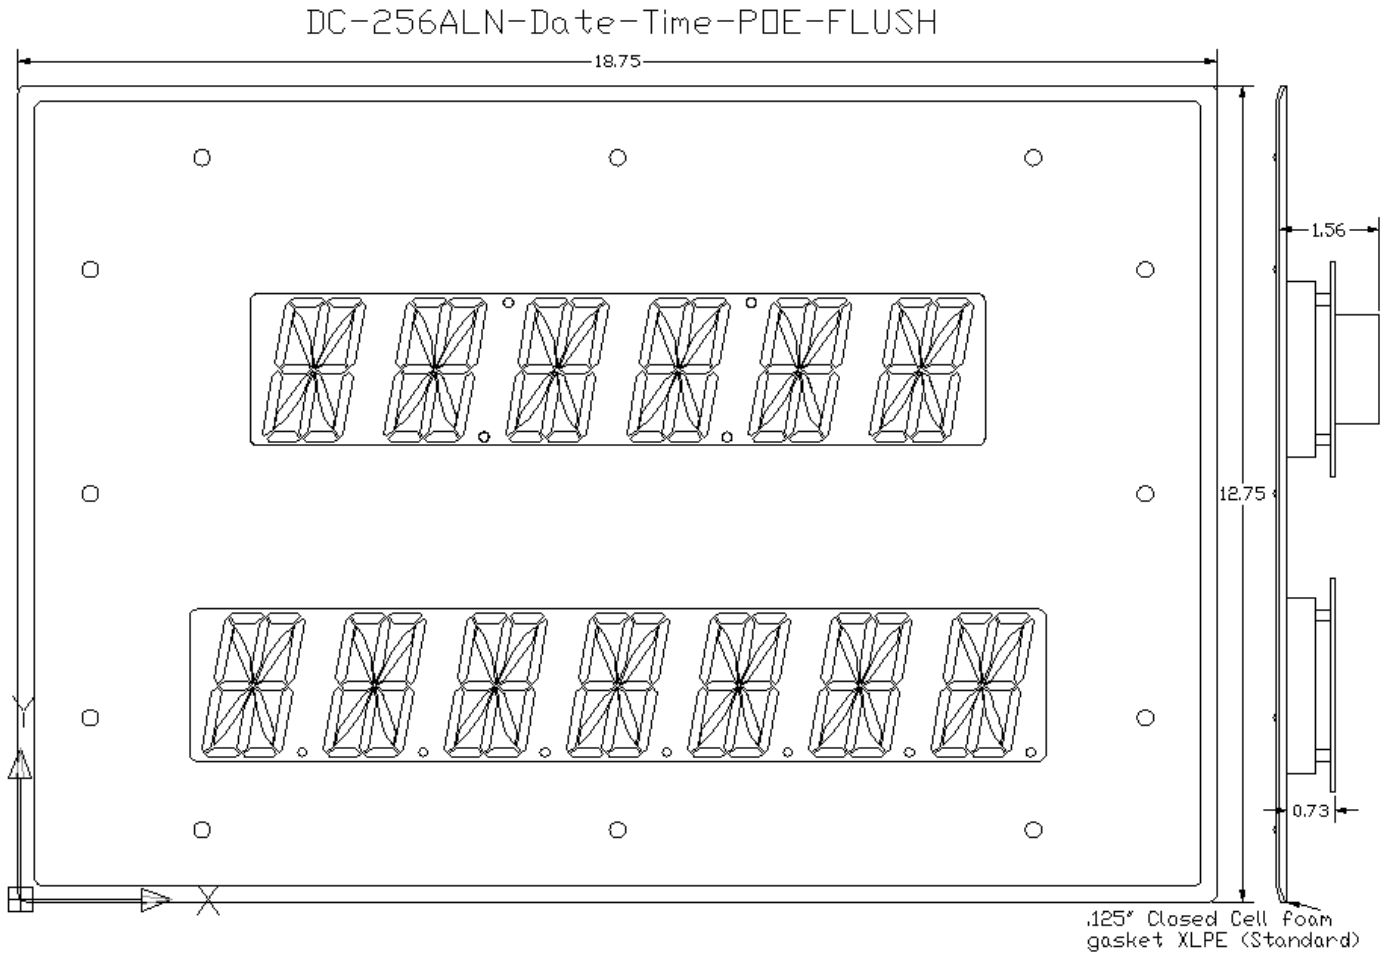 DC-256ALN-Date-Time-POE-FLUSH
18.75
1.56
12.75
Y
0.73
X
.125" Closed Cell foam
gasket XLPE (Standard)